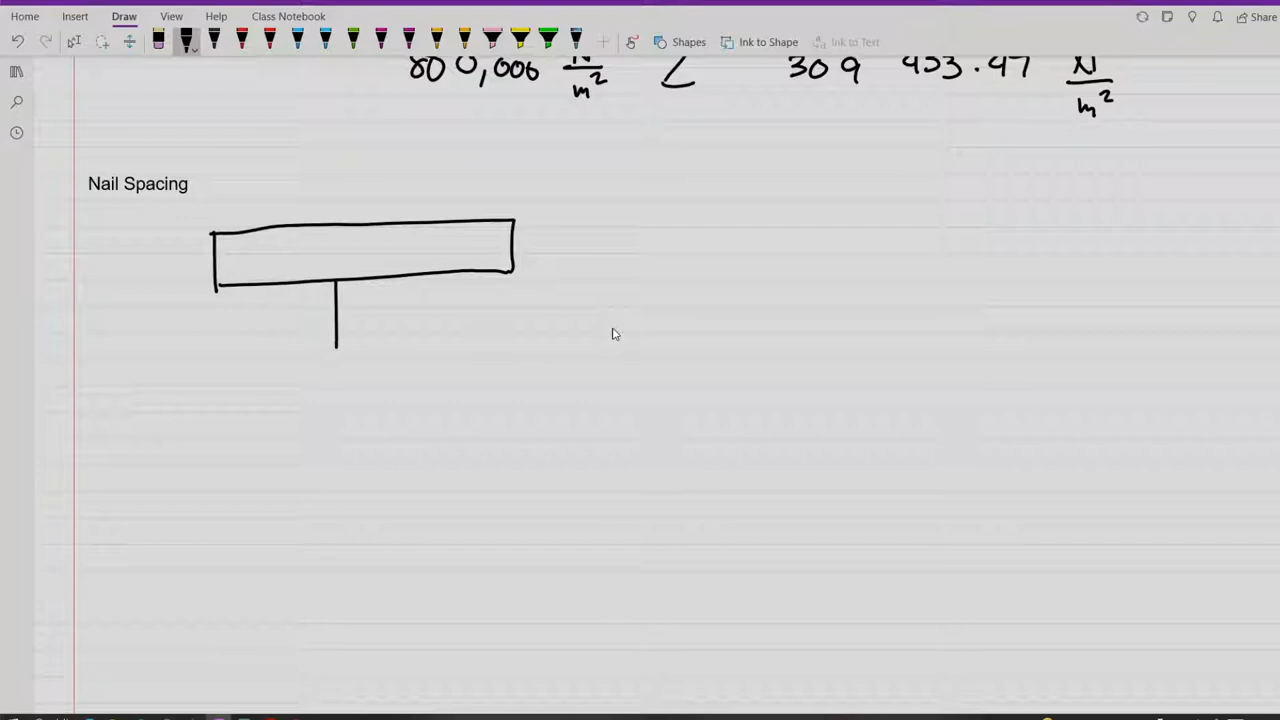 Home Insert Draw View Help Class Notebook Share
Shapes Ink to Shape Ink to Text
800,000 N/m² ∠ 309 453.47 N/m²
Nail Spacing